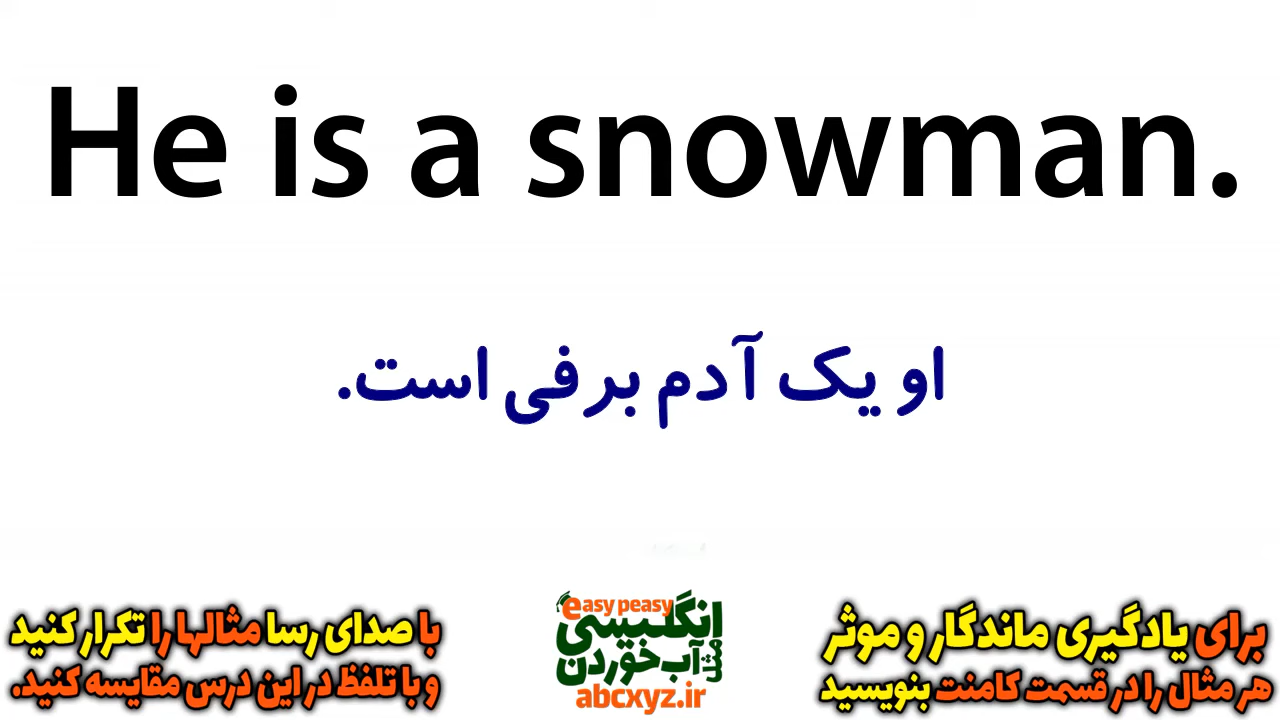 He is a snowman.
او یک آدم برفی است.
برای یادگیری ماندگار و موثر
هر مثال را در قسمت کامنت بنویسید
easy peasy
انگلیسی
مثل آب خوردن
abcxyz.ir
با صدای رسا مثالها را تکرار کنید
و با تلفظ در این درس مقایسه کنید.